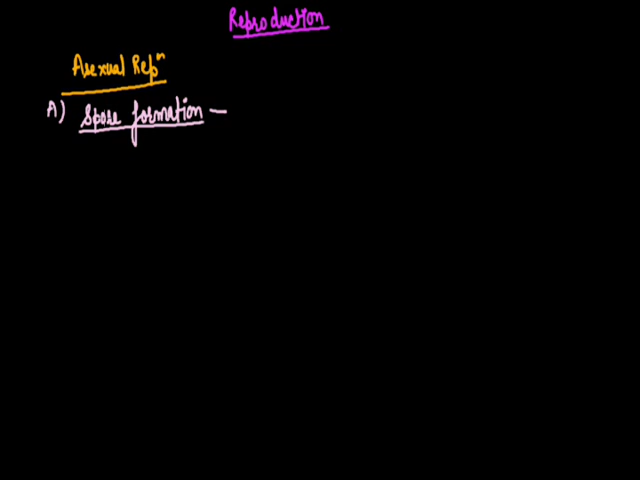 Reproduction
Asexual Repⁿ
A) Spore formation —